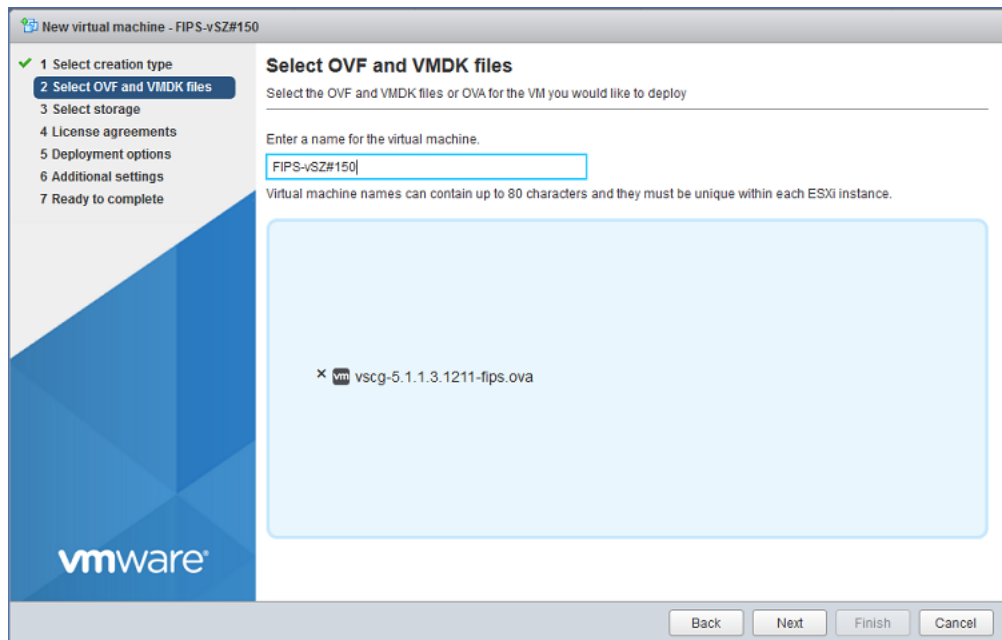 New virtual machine - FIPS-vSZ#150
1 Select creation type
2 Select OVF and VMDK files
3 Select storage
4 License agreements
5 Deployment options
6 Additional settings
7 Ready to complete
Select OVF and VMDK files
Select the OVF and VMDK files or OVA for the VM you would like to deploy
Enter a name for the virtual machine.
FIPS-vSZ#150
Virtual machine names can contain up to 80 characters and they must be unique within each ESXi instance.
× vm vscg-5.1.1.3.1211-fips.ova
vmware®
Back Next Finish Cancel